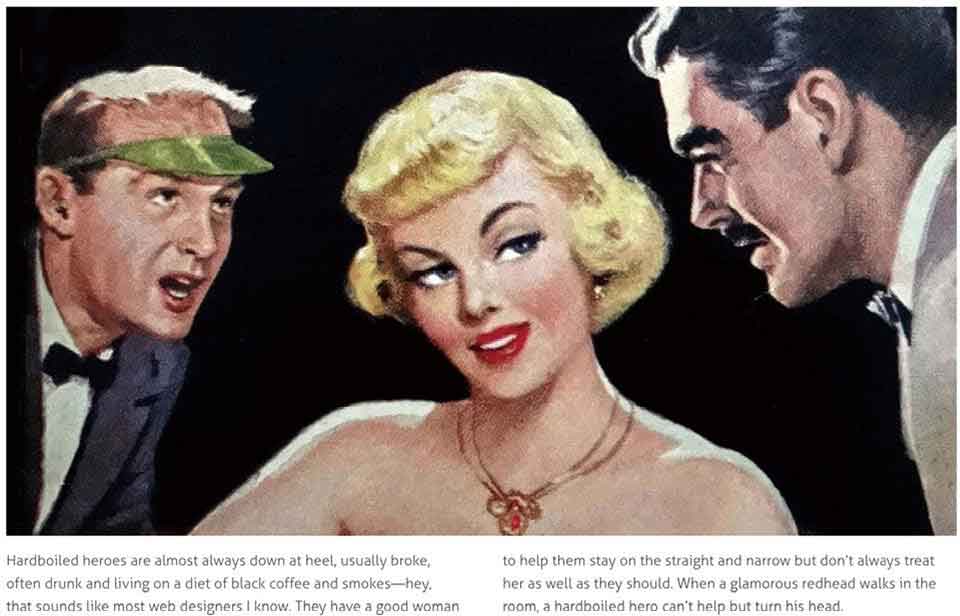 Hardboiled heroes are almost always down at heel, usually broke,
often drunk and living on a diet of black coffee and smokes—hey,
that sounds like most web designers I know. They have a good woman
to help them stay on the straight and narrow but don't always treat
her as well as they should. When a glamorous redhead walks in the
room, a hardboiled hero can't help but turn his head.